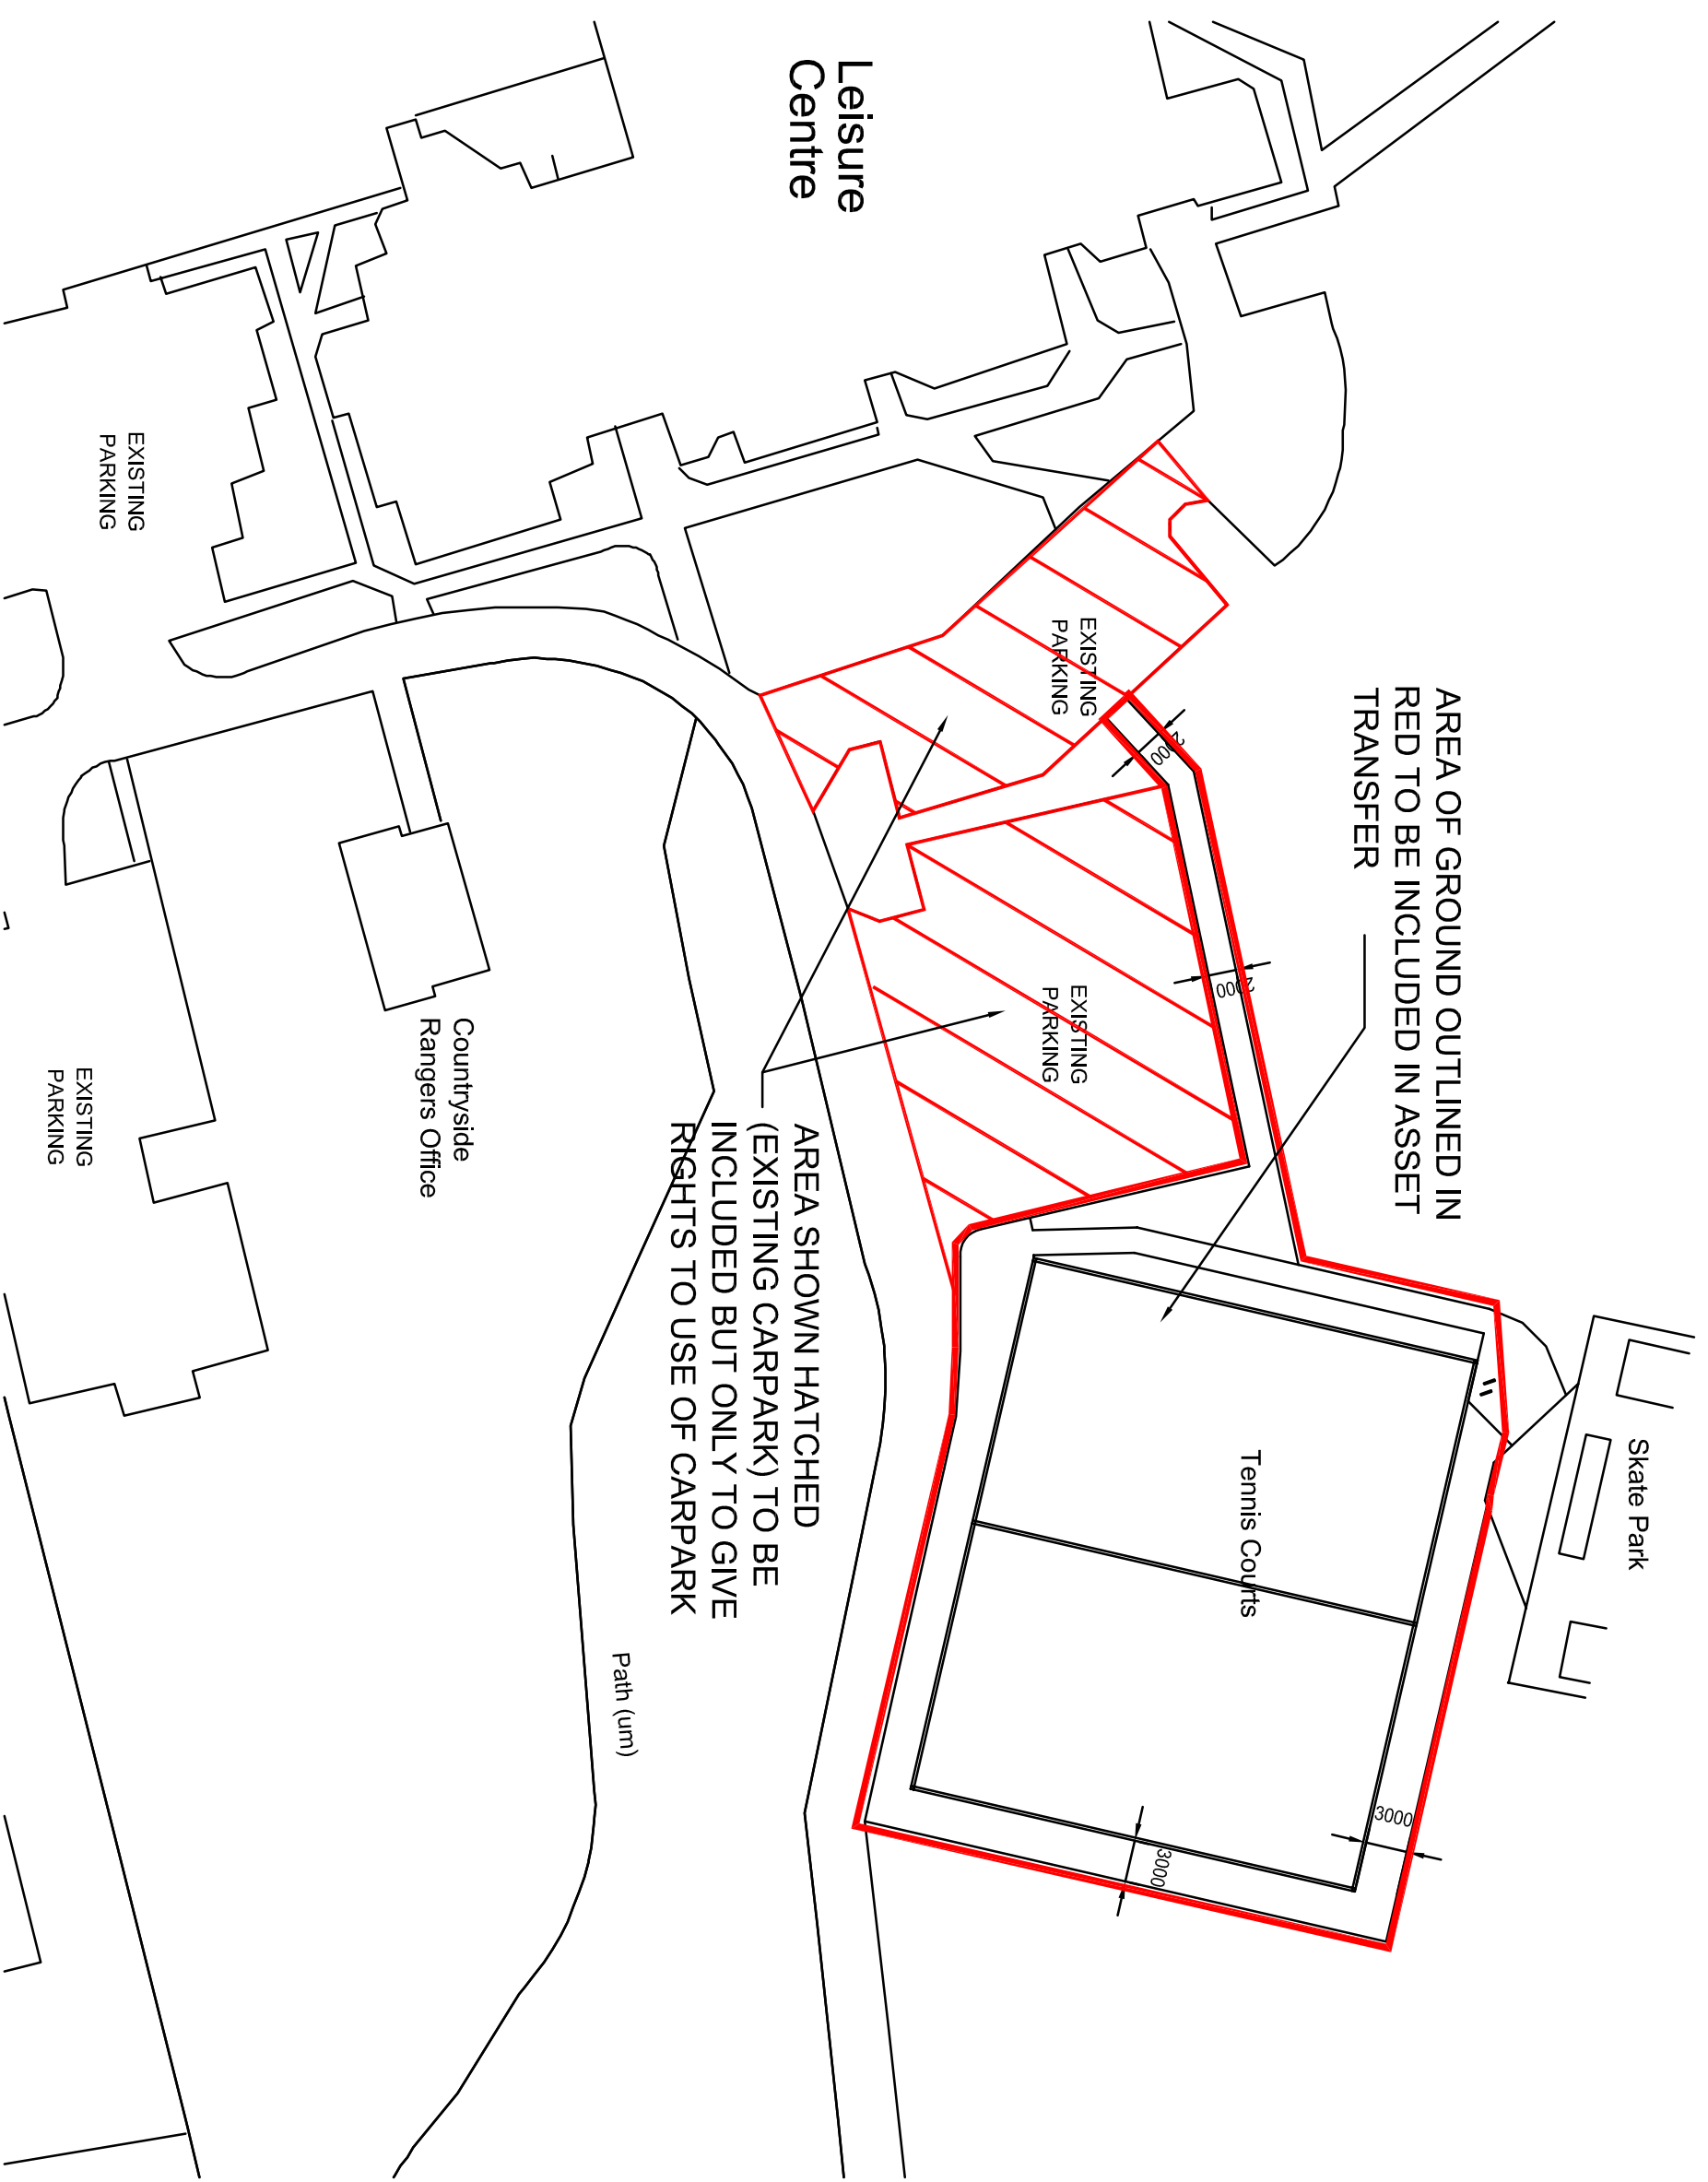 Leisure
Centre
AREA OF GROUND OUTLINED IN
RED TO BE INCLUDED IN ASSET
TRANSFER
Skate Park
Tennis Courts
EXISTING
PARKING
2000
2000
EXISTING
PARKING
3000
3000
AREA SHOWN HATCHED
(EXISTING CARPARK) TO BE
INCLUDED BUT ONLY TO GIVE
RIGHTS TO USE OF CARPARK
Path (um)
Countryside
Rangers Office
EXISTING
PARKING
EXISTING
PARKING